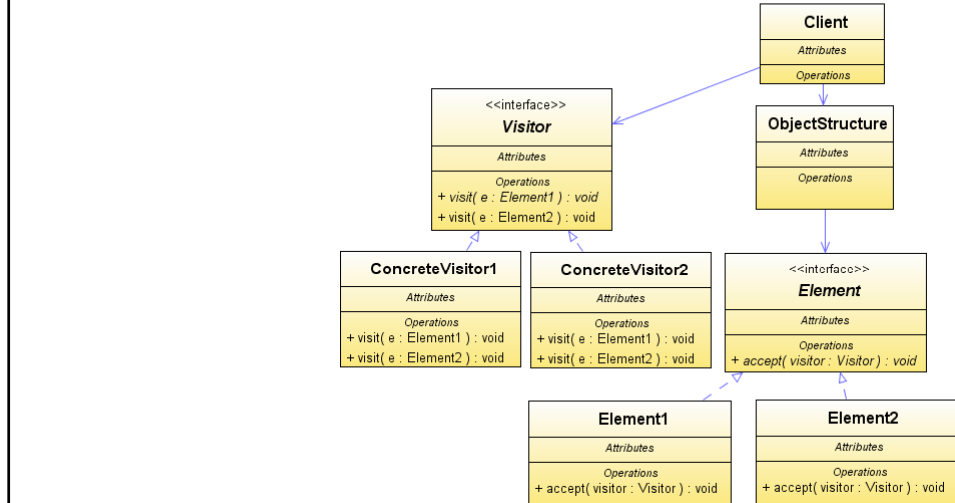 Client
Attributes
Operations
<<interface>>
Visitor
Attributes
Operations
+ visit( e : Element1 ) : void
+ visit( e : Element2 ) : void
ObjectStructure
Attributes
Operations
ConcreteVisitor1
Attributes
Operations
+ visit( e : Element1 ) : void
+ visit( e : Element2 ) : void
ConcreteVisitor2
Attributes
Operations
+ visit( e : Element1 ) : void
+ visit( e : Element2 ) : void
<<interface>>
Element
Attributes
Operations
+ accept( visitor : Visitor ) : void
Element1
Attributes
Operations
+ accept( visitor : Visitor ) : void
Element2
Attributes
Operations
+ accept( visitor : Visitor ) : void